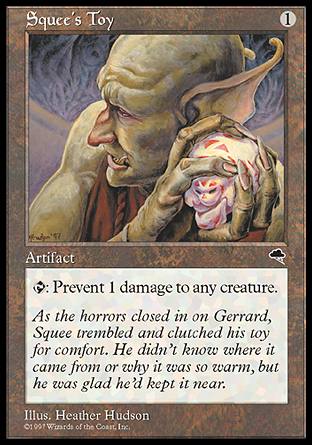 Squee's Toy 1
Artifact
: Prevent 1 damage to any creature.
As the horrors closed in on Gerrard,
Squee trembled and clutched his toy
for comfort. He didn't know where it
came from or why it was so warm, but
he was glad he'd kept it near.
Illus. Heather Hudson
©1997 Wizards of the Coast, Inc.